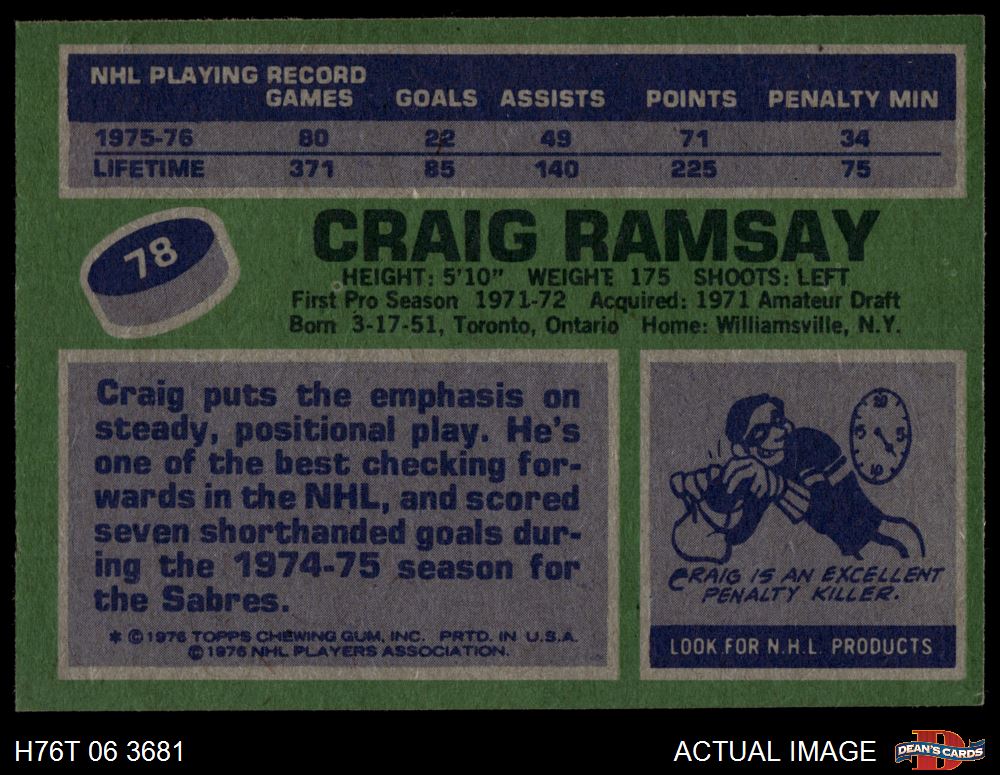 NHL PLAYING RECORD
GAMES GOALS ASSISTS POINTS PENALTY MIN
1975-76 80 22 49 71 34
LIFETIME 371 85 140 225 75
78
CRAIG RAMSAY
HEIGHT: 5'10" WEIGHT 175 SHOOTS: LEFT
First Pro Season 1971-72 Acquired: 1971 Amateur Draft
Born 3-17-51, Toronto, Ontario Home: Williamsville, N.Y.
Craig puts the emphasis on
steady, positional play. He's
one of the best checking for-
wards in the NHL, and scored
seven shorthanded goals dur-
ing the 1974-75 season for
the Sabres.
* © 1976 TOPPS CHEWING GUM, INC. PRTD. IN U.S.A.
© 1976 NHL PLAYERS ASSOCIATION.
20
5 5
10
CRAIG IS AN EXCELLENT
PENALTY KILLER.
LOOK FOR N.H.L. PRODUCTS
H76T 06 3681
ACTUAL IMAGE
DEAN'S CARDS